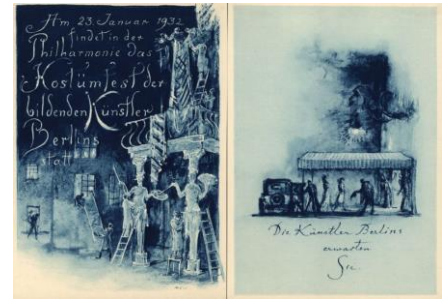 Am 23. Januar 1932
findet in der
Philharmonie das
Kostümfest der
bildenden Künstler
Berlins
statt
Die Künstler Berlins
erwarten
Sie.